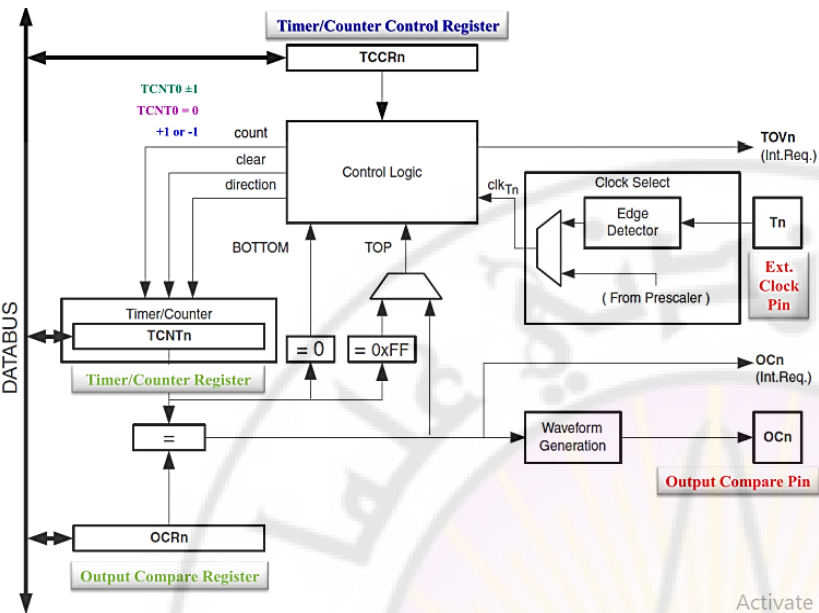 Timer/Counter Control Register
TCCRn
TCNT0 ±1
TCNT0 = 0
+1 or -1
count
clear
direction
Control Logic
TOVn
(Int.Req.)
clkTn
Clock Select
Edge
Detector
Tn
Ext.
Clock
Pin
( From Prescaler )
BOTTOM
TOP
DATABUS
Timer/Counter
TCNTn
Timer/Counter Register
= 0
= 0xFF
OCn
(Int.Req.)
=
Waveform
Generation
OCn
Output Compare Pin
OCRn
Output Compare Register
Activate